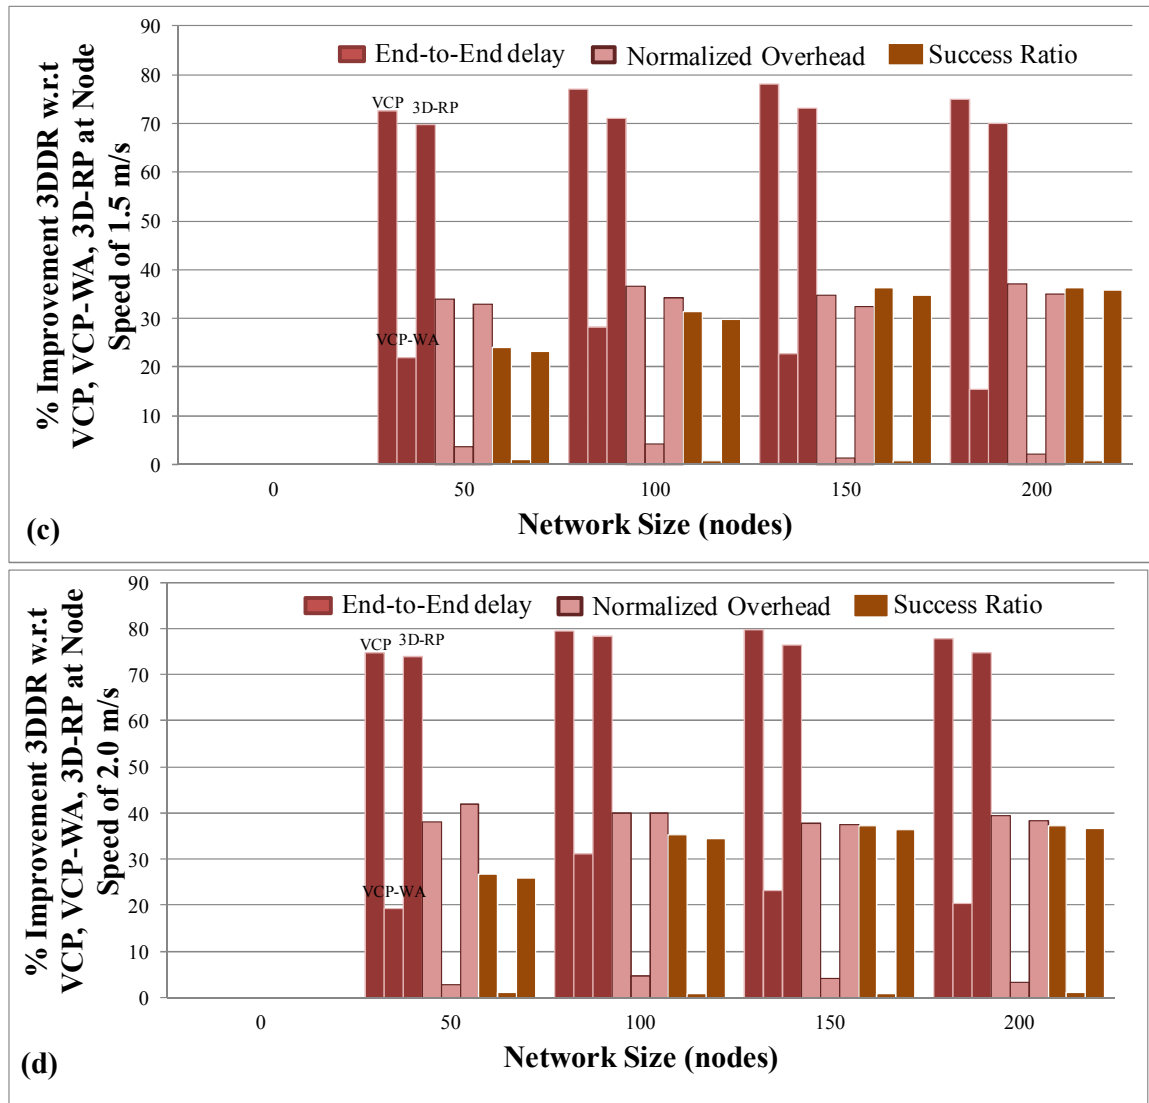 90
80
70
60
50
40
30
20
10
0
% Improvement 3DDR w.r.t
VCP, VCP-WA, 3D-RP at Node
Speed of 1.5 m/s
End-to-End delay Normalized Overhead Success Ratio
VCP
3D-RP
VCP-WA
0 50 100 150 200
Network Size (nodes)
(c)
90
80
70
60
50
40
30
20
10
0
% Improvement 3DDR w.r.t
VCP, VCP-WA, 3D-RP at Node
Speed of 2.0 m/s
End-to-End delay Normalized Overhead Success Ratio
VCP
3D-RP
VCP-WA
0 50 100 150 200
Network Size (nodes)
(d)